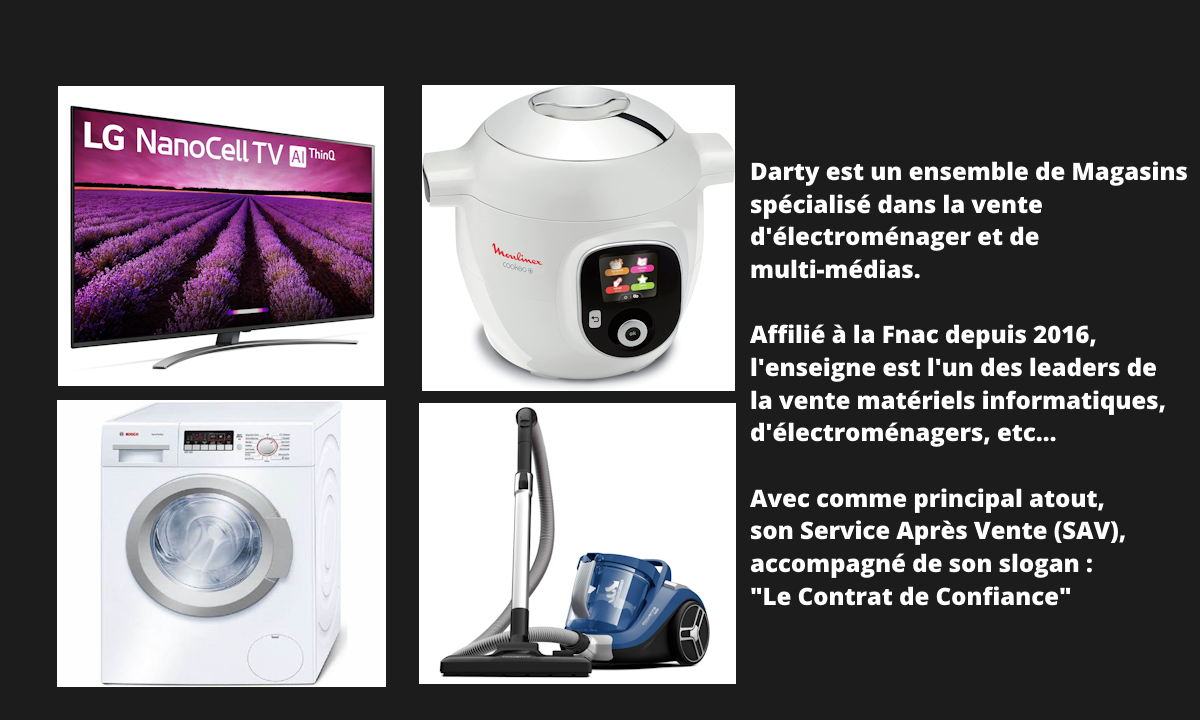 LG NanoCell TV AI ThinQ
Moulinex
cookeo
BOSCH
Darty est un ensemble de Magasins
spécialisé dans la vente
d'électroménager et de
multi-médias.
Affilié à la Fnac depuis 2016,
l'enseigne est l'un des leaders de
la vente matériels informatiques,
d'électroménagers, etc...
Avec comme principal atout,
son Service Après Vente (SAV),
accompagné de son slogan :
"Le Contrat de Confiance"